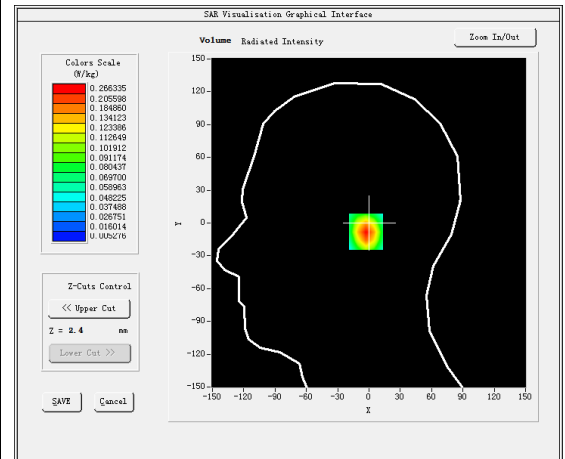 SAR Visualisation Graphical Interface
Volume Radiated Intensity
Zoom In/Out
Colors Scale
(W/kg)
0.266335
0.205598
0.184860
0.134123
0.123386
0.112649
0.101912
0.091174
0.080437
0.069700
0.058963
0.048225
0.037488
0.026751
0.016014
0.005276
Z-Cuts Control
<< Upper Cut
Z = 2.4 mm
Lower Cut >>
SAVE Cancel
150
120
90
60
30
0
-30
-60
-90
-120
-150
Y
-150 -120 -90 -60 -30 0 30 60 90 120 150
X